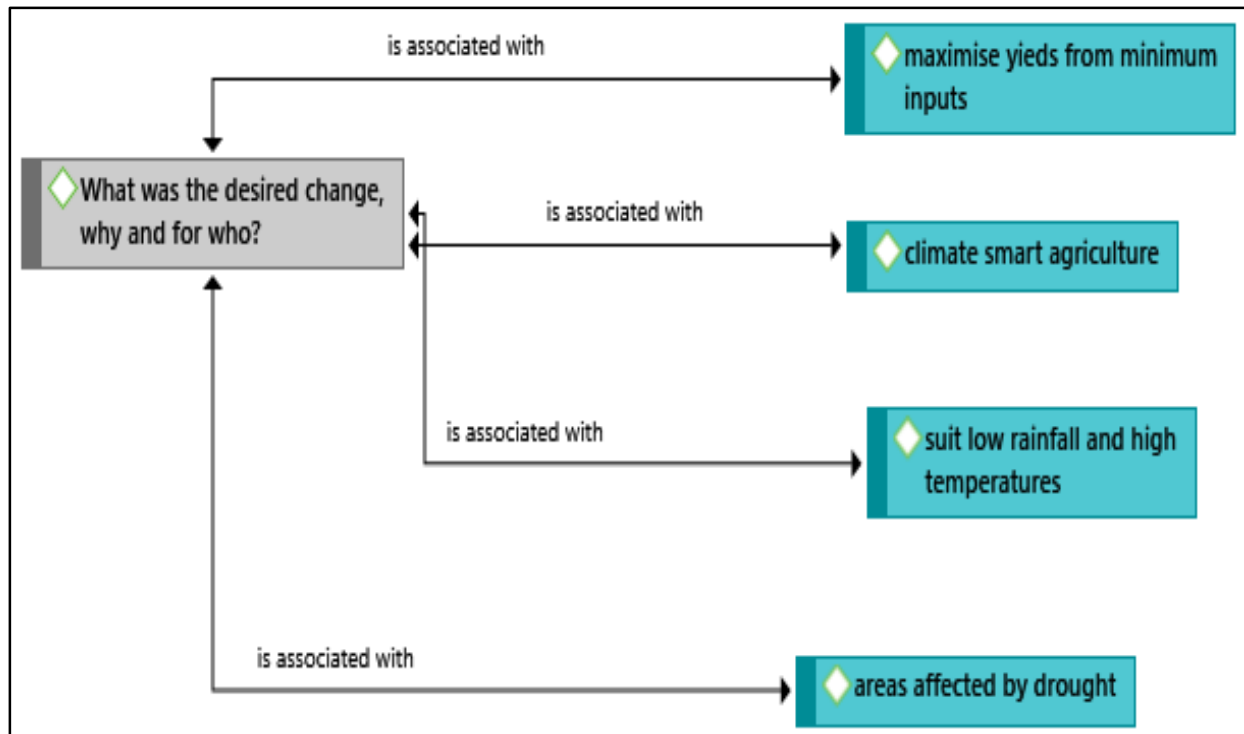 is associated with
maximise yieds from minimum
inputs
What was the desired change,
why and for who?
is associated with
climate smart agriculture
is associated with
suit low rainfall and high
temperatures
is associated with
areas affected by drought